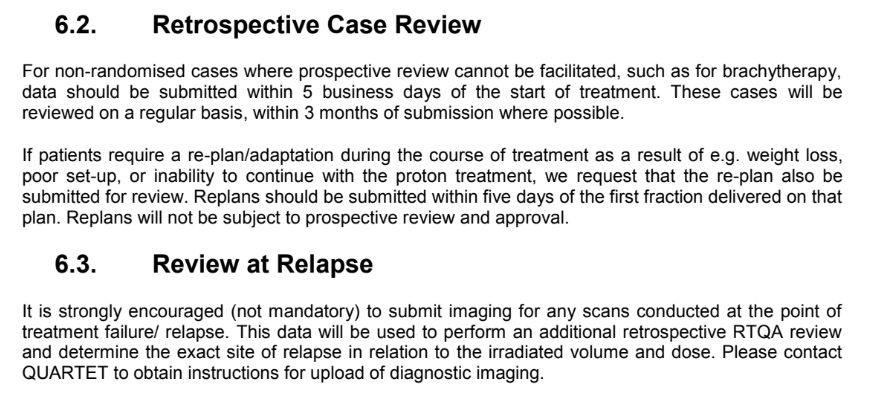 6.2. Retrospective Case Review
For non-randomised cases where prospective review cannot be facilitated, such as for brachytherapy,
data should be submitted within 5 business days of the start of treatment. These cases will be
reviewed on a regular basis, within 3 months of submission where possible.
If patients require a re-plan/adaptation during the course of treatment as a result of e.g. weight loss,
poor set-up, or inability to continue with the proton treatment, we request that the re-plan also be
submitted for review. Replans should be submitted within five days of the first fraction delivered on that
plan. Replans will not be subject to prospective review and approval.
6.3. Review at Relapse
It is strongly encouraged (not mandatory) to submit imaging for any scans conducted at the point of
treatment failure/ relapse. This data will be used to perform an additional retrospective RTQA review
and determine the exact site of relapse in relation to the irradiated volume and dose. Please contact
QUARTET to obtain instructions for upload of diagnostic imaging.